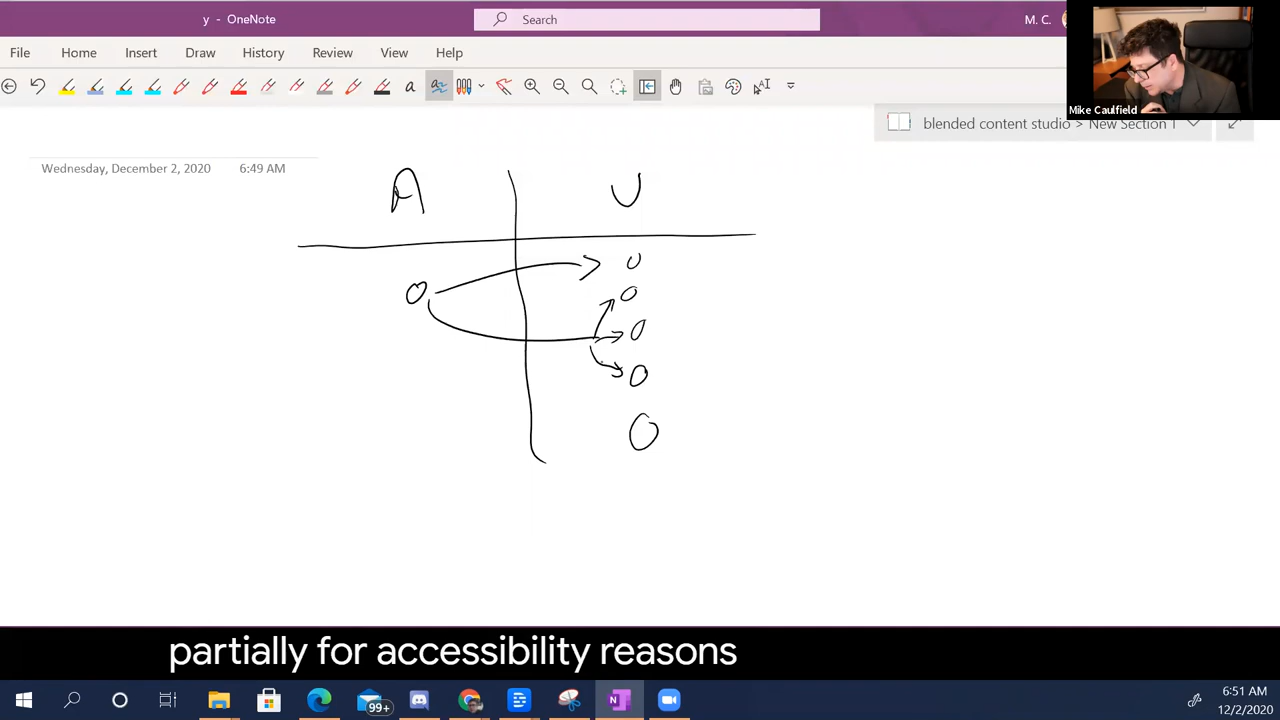 y - OneNote
Search
M. C.
File Home Insert Draw History Review View Help
Mike Caulfield
blended content studio > New Section 1
Wednesday, December 2, 2020 6:49 AM
A U
O
O
O
O
O
O
partially for accessibility reasons
99+
6:51 AM
12/2/2020